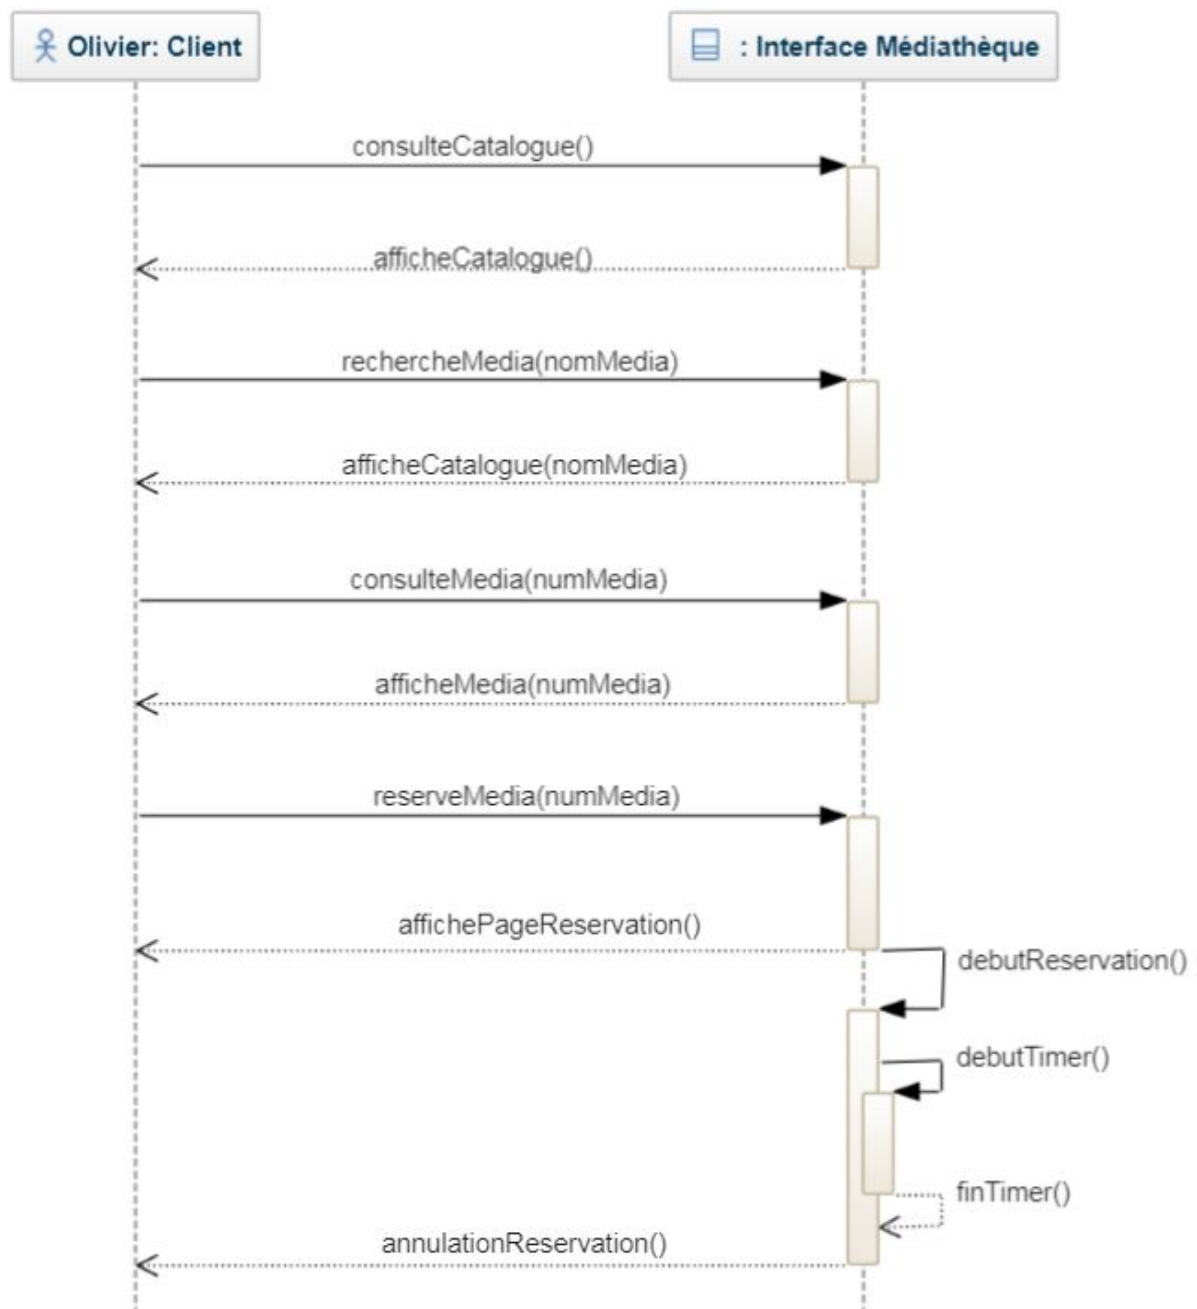 Olivier: Client
: Interface Médiathèque
consulteCatalogue()
afficheCatalogue()
rechercheMedia(nomMedia)
afficheCatalogue(nomMedia)
consulteMedia(numMedia)
afficheMedia(numMedia)
reserveMedia(numMedia)
affichePageReservation()
debutReservation()
debutTimer()
finTimer()
annulationReservation()